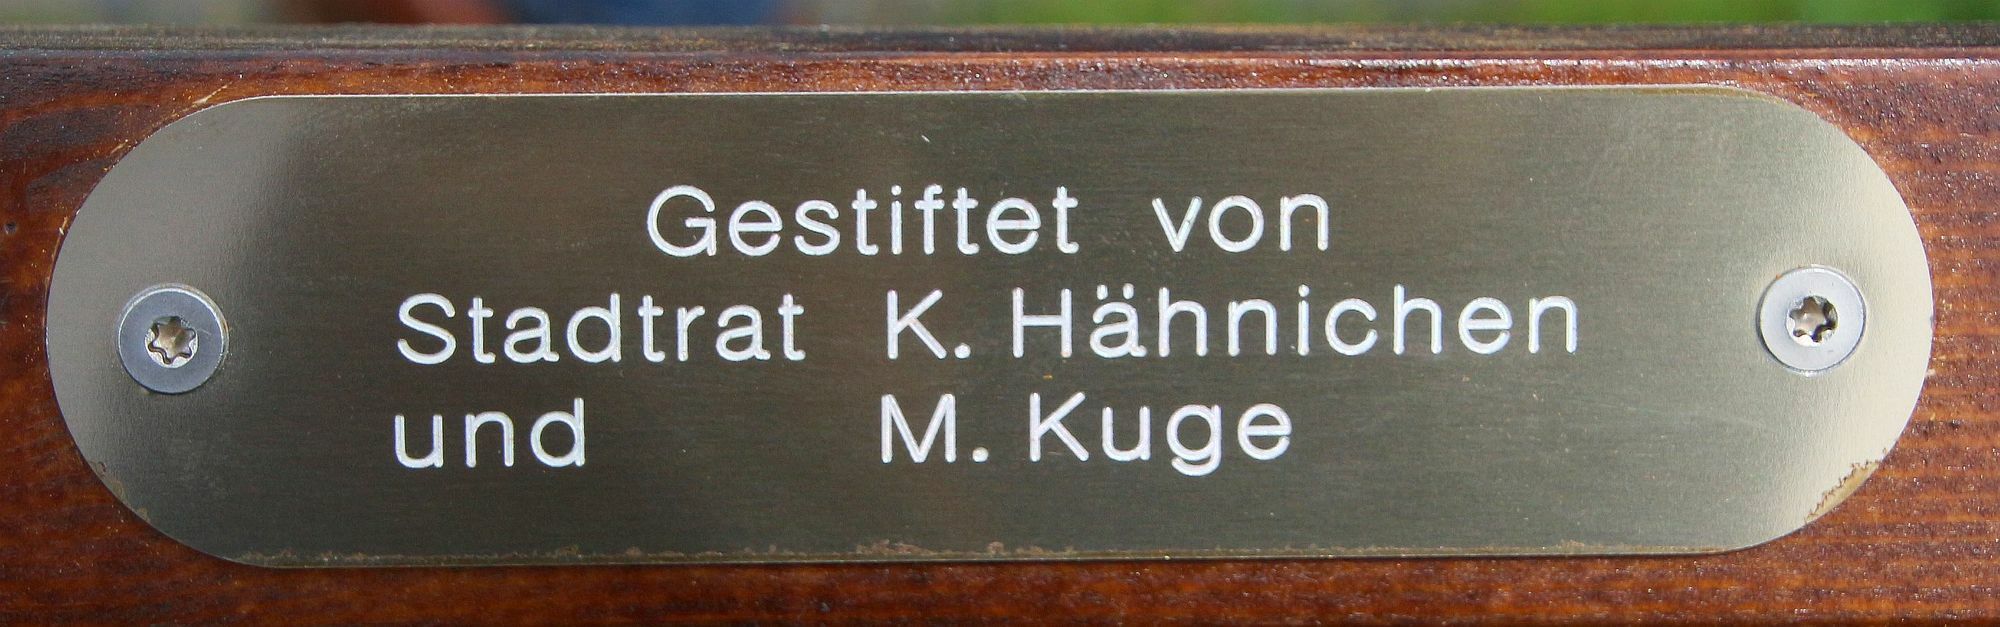 Gestiftet von
Stadtrat K. Hähnichen
und M. Kuge